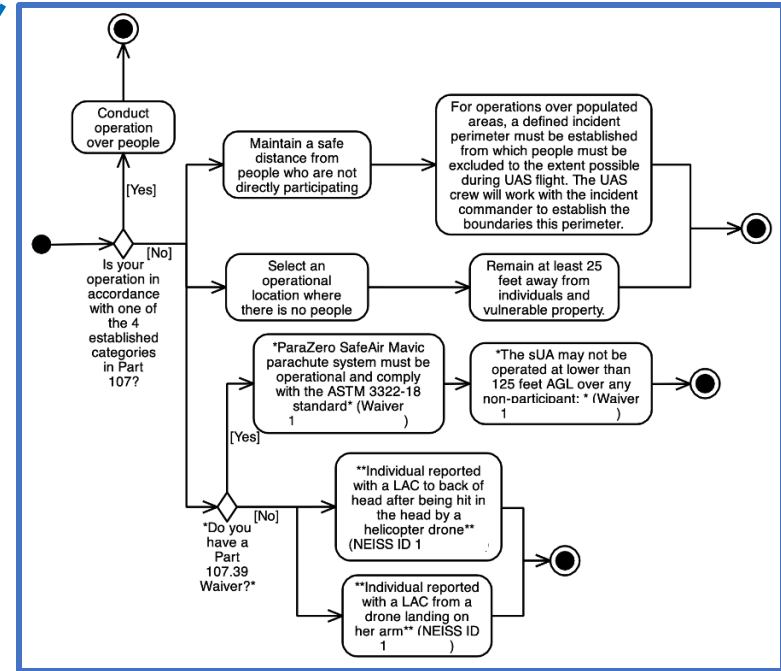 Conduct
operation
over people
[Yes]
[No]
Is your
operation in
accordance
with one of
the 4
established
categories
in Part
107?
Maintain a safe
distance from
people who are not
directly participating
For operations over populated
areas, a defined incident
perimeter must be established
from which people must be
excluded to the extent possible
during UAS flight. The UAS
crew will work with the incident
commander to establish the
boundaries this perimeter.
Select an
operational
location where
there is no people
Remain at least 25
feet away from
individuals and
vulnerable property.
*ParaZero SafeAir Mavic
parachute system must be
operational and comply
with the ASTM 3322-18
standard* (Waiver
1 )
*The sUA may not be
operated at lower than
125 feet AGL over any
non-participant: * (Waiver
1 )
[Yes]
[No]
*Do you
have a
Part
107.39
Waiver?*
**Individual reported
with a LAC to back of
head after being hit in
the head by a
helicopter drone**
(NEISS ID 1
**Individual reported
with a LAC from a
drone landing on
her arm** (NEISS ID
1 )